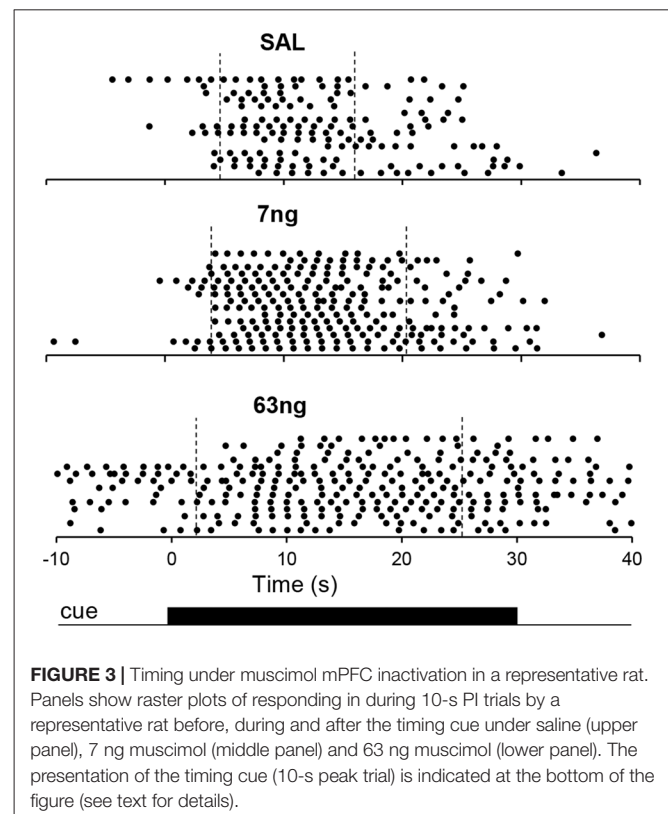 SAL
7ng
63ng
-10 0 10 20 30 40
Time (s)
cue
FIGURE 3 | Timing under muscimol mPFC inactivation in a representative rat.
Panels show raster plots of responding in during 10-s PI trials by a
representative rat before, during and after the timing cue under saline (upper
panel), 7 ng muscimol (middle panel) and 63 ng muscimol (lower panel). The
presentation of the timing cue (10-s peak trial) is indicated at the bottom of the
figure (see text for details).